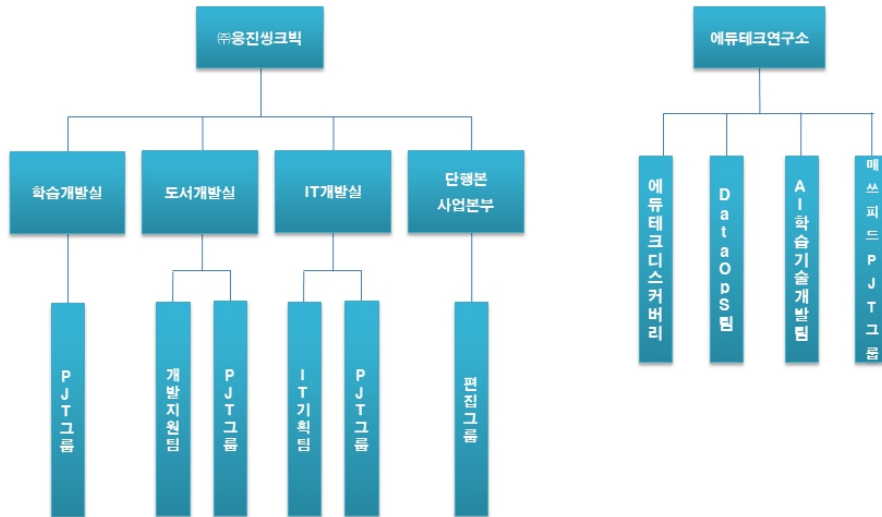 ㈜웅진씽크빅
에듀테크연구소
학습개발실
도서개발실
IT개발실
단행본
사업본부
PJT그룹
개발지원팀
PJT그룹
IT기획팀
PJT그룹
편집그룹
에듀테크디스커버리
DataOpS팀
AI학습기술개발팀
매쓰피드PJT그룹